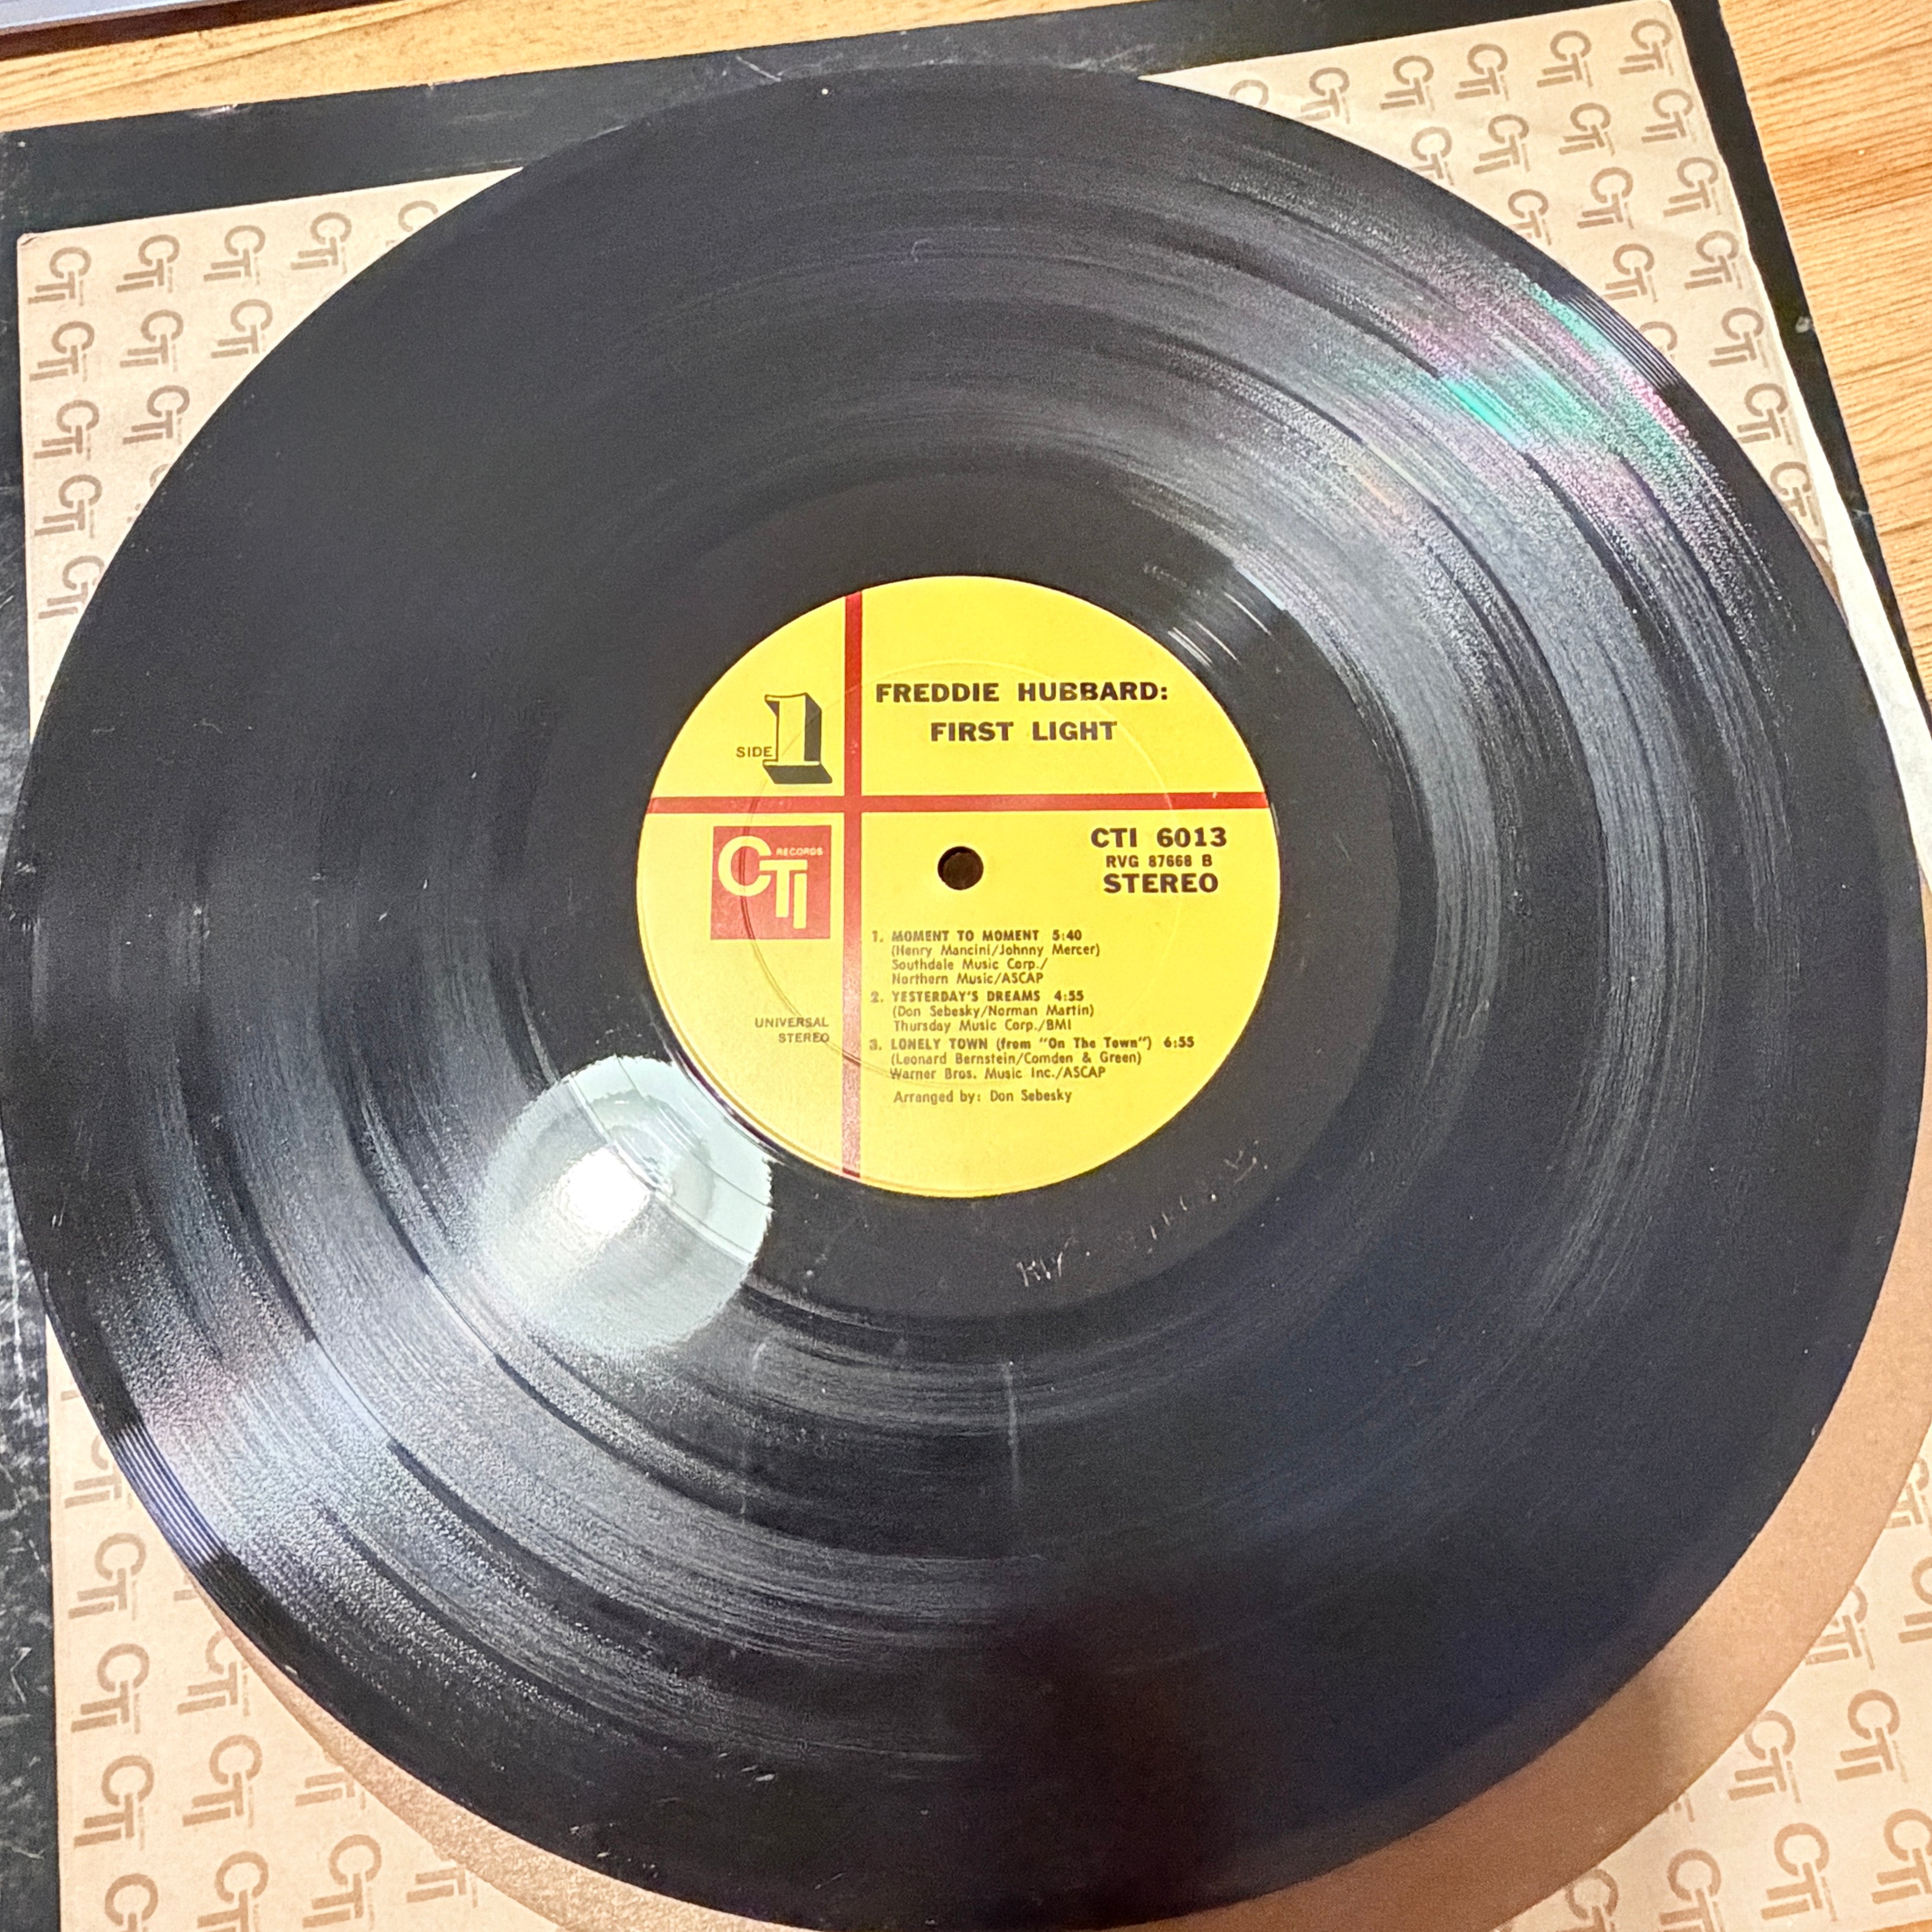 FREDDIE HUBBARD:
FIRST LIGHT
SIDE 1
CTI RECORDS
CTI 6013
RVG 87668 B
STEREO
1. MOMENT TO MOMENT 5:40
(Henry Mancini/Johnny Mercer)
Southdale Music Corp./
Northern Music/ASCAP
2. YESTERDAY'S DREAMS 4:55
(Don Sebesky/Norman Martin)
Thursday Music Corp./BMI
3. LONELY TOWN (from "On The Town") 6:55
(Leonard Bernstein/Comden & Green)
Warner Bros. Music Inc./ASCAP
Arranged by: Don Sebesky
UNIVERSAL
STEREO
CTI